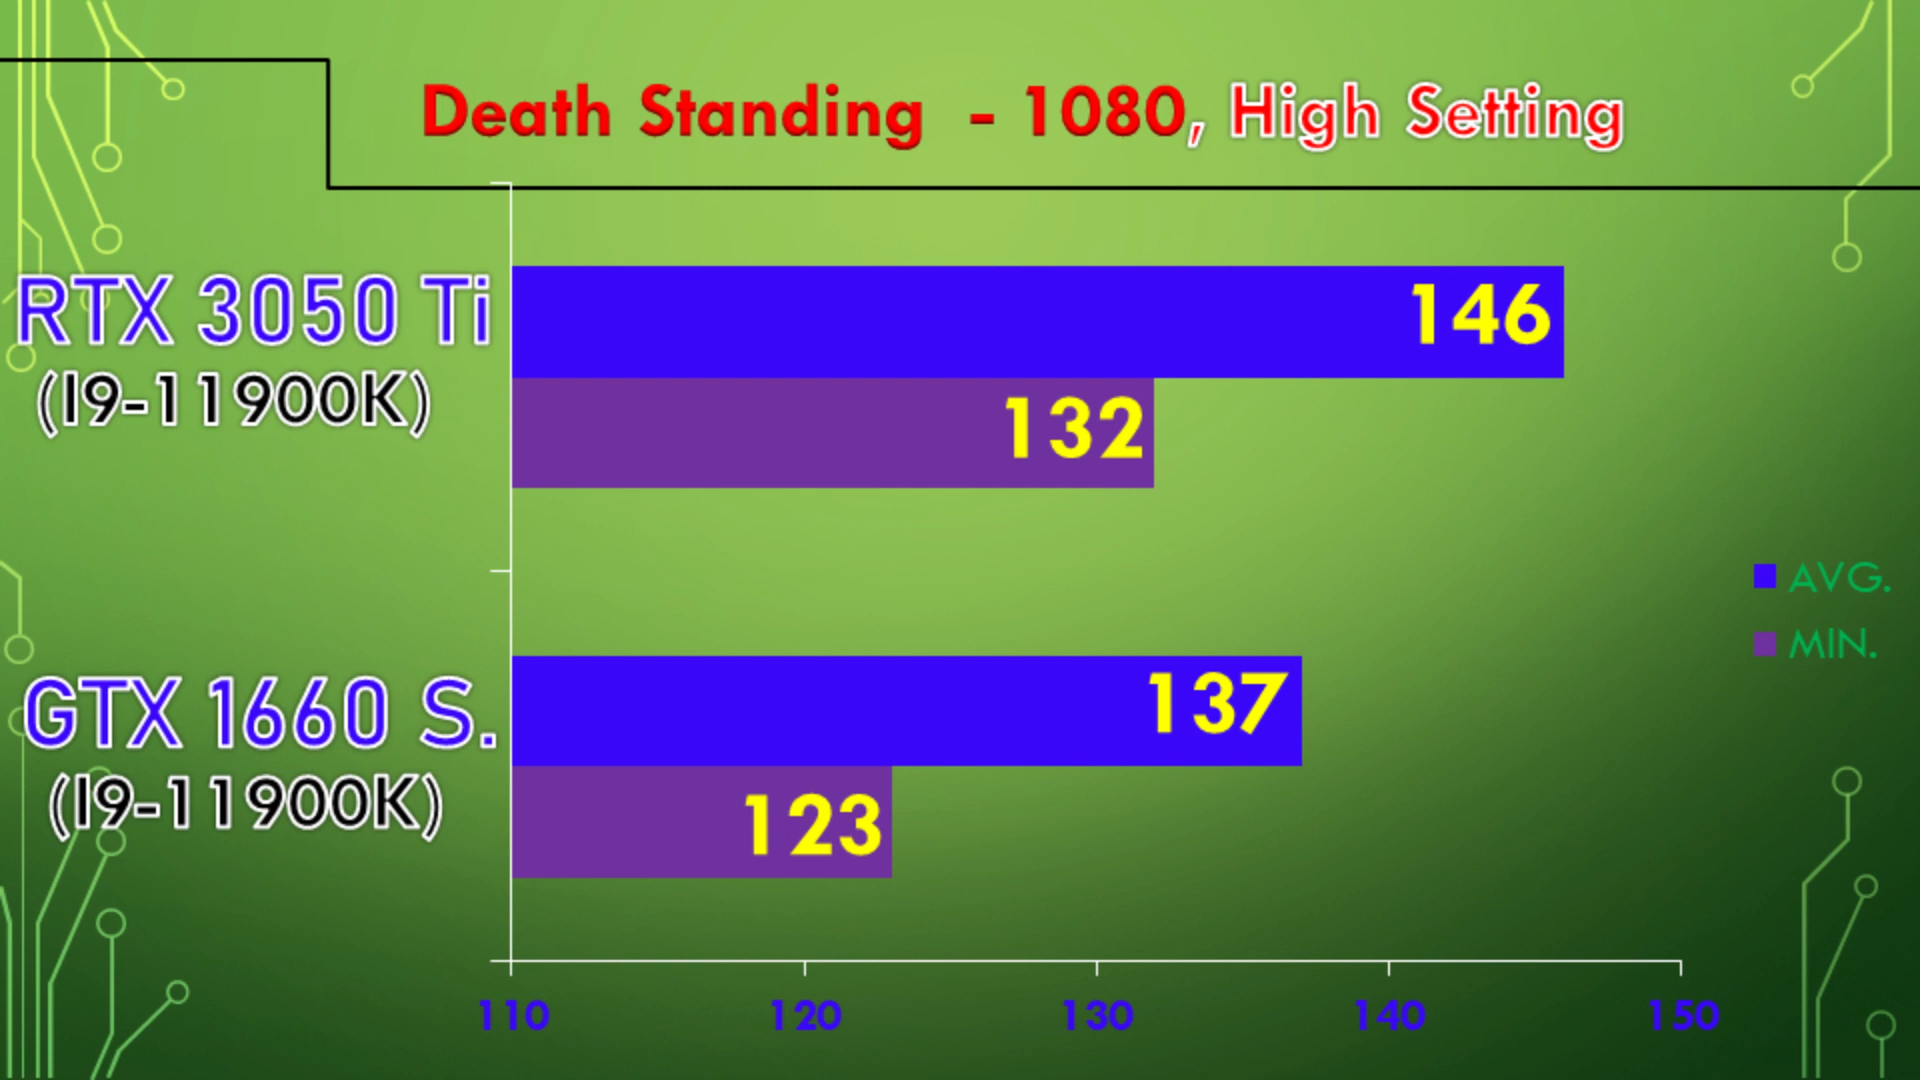 Death Standing - 1080, High Setting
RTX 3050 Ti
(I9-11900K)
146
132
GTX 1660 S.
(I9-11900K)
137
123
AVG.
MIN.
110 120 130 140 150